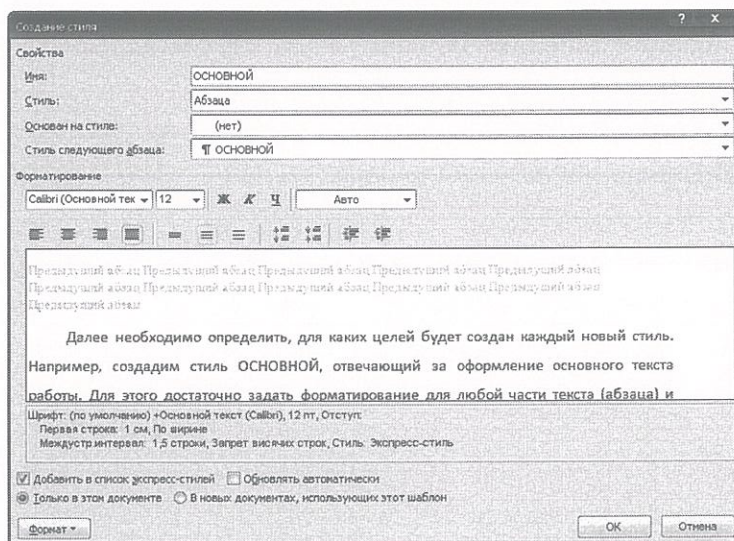 Создание стиля ? X
Свойства
Имя: ОСНОВНОЙ
Стиль: Абзаца
Основан на стиле: (нет)
Стиль следующего абзаца: ¶ ОСНОВНОЙ
Форматирование
Calibri (Основной тек 12 Ж К Ч Авто
Предыдущий абзац Предыдущий абзац Предыдущий абзац Предыдущий абзац Предыдущий абзац
Предыдущий абзац Предыдущий абзац Предыдущий абзац Предыдущий абзац Предыдущий абзац
Предыдущий абзац
Далее необходимо определить, для каких целей будет создан каждый новый стиль.
Например, создадим стиль ОСНОВНОЙ, отвечающий за оформление основного текста
работы. Для этого достаточно задать форматирование для любой части текста (абзаца) и
Шрифт: (по умолчанию) +Основной текст (Calibri), 12 пт, Отступ:
Первая строка: 1 см, По ширине
Междустр.интервал: 1,5 строки, Запрет висячих строк, Стиль: Экспресс-стиль
Добавить в список экспресс-стилей Обновлять автоматически
Только в этом документе В новых документах, использующих этот шаблон
Формат OK Отмена